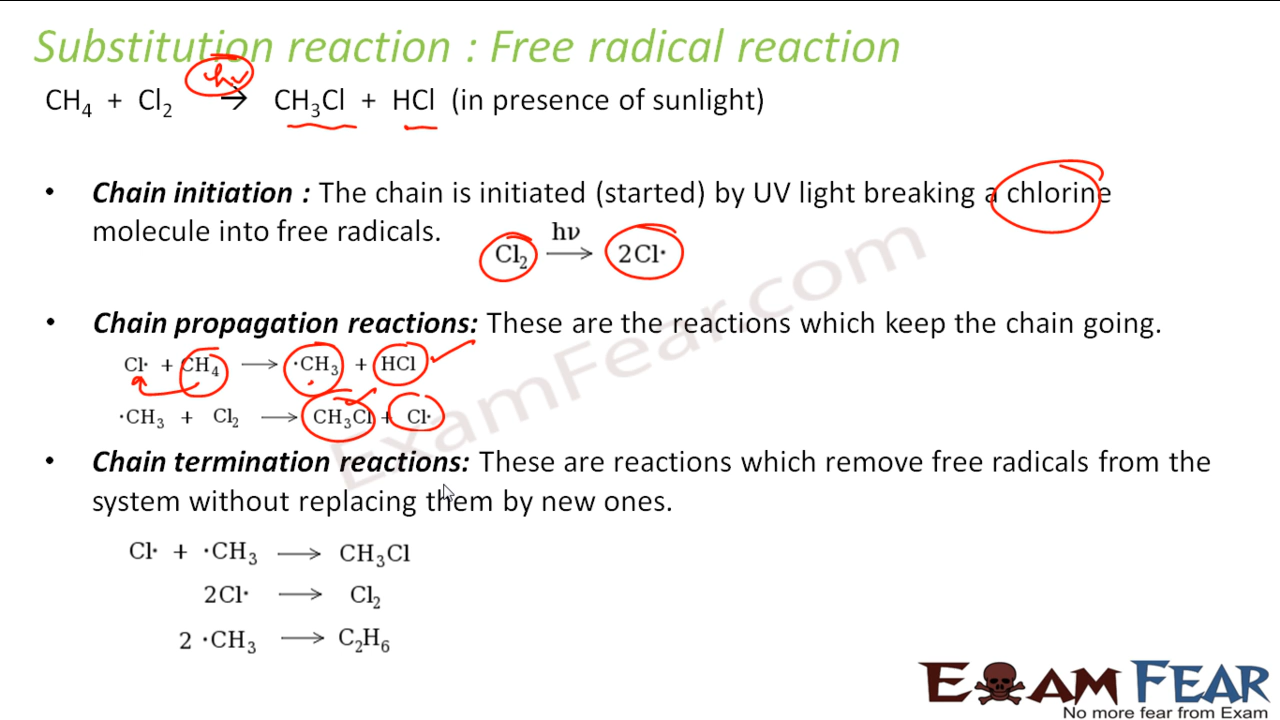 Substitution reaction : Free radical reaction
hν
CH₄ + Cl₂ → CH₃Cl + HCl (in presence of sunlight)
• Chain initiation : The chain is initiated (started) by UV light breaking a chlorine
molecule into free radicals.
hν
Cl₂ ⟶ 2Cl·
• Chain propagation reactions: These are the reactions which keep the chain going.
Cl· + CH₄ ⟶ ·CH₃ + HCl
·CH₃ + Cl₂ ⟶ CH₃Cl + Cl·
• Chain termination reactions: These are reactions which remove free radicals from the
system without replacing them by new ones.
Cl· + ·CH₃ ⟶ CH₃Cl
2Cl· ⟶ Cl₂
2 ·CH₃ ⟶ C₂H₆
ExamFear.com
EXAM FEAR
No more fear from Exam